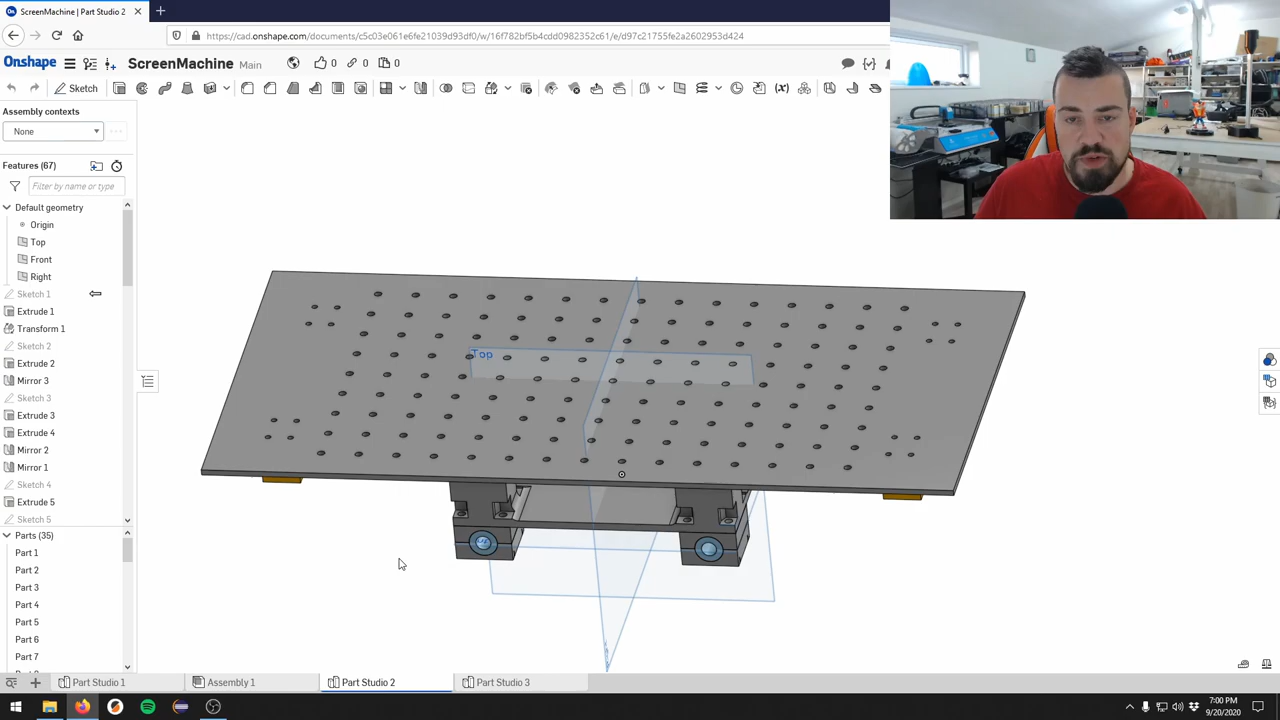 ScreenMachine | Part Studio 2
https://cad.onshape.com/documents/c5c03e061e6fe21039d93df0/w/16f782bf5b4cdd0982352c61/e/d97c21755fe2a2602953d424
Onshape
ScreenMachine Main
0
0
0
Sketch
Assembly contexts
None
Features (67)
Filter by name or type
Default geometry
Origin
Top
Front
Right
Sketch 1
Extrude 1
Transform 1
Sketch 2
Extrude 2
Mirror 3
Sketch 3
Extrude 3
Extrude 4
Mirror 2
Mirror 1
Sketch 4
Extrude 5
Sketch 5
Parts (35)
Part 1
Part 2
Part 3
Part 4
Part 5
Part 6
Part 7
Top
Part Studio 1
Assembly 1
Part Studio 2
Part Studio 3
7:00 PM
9/20/2020